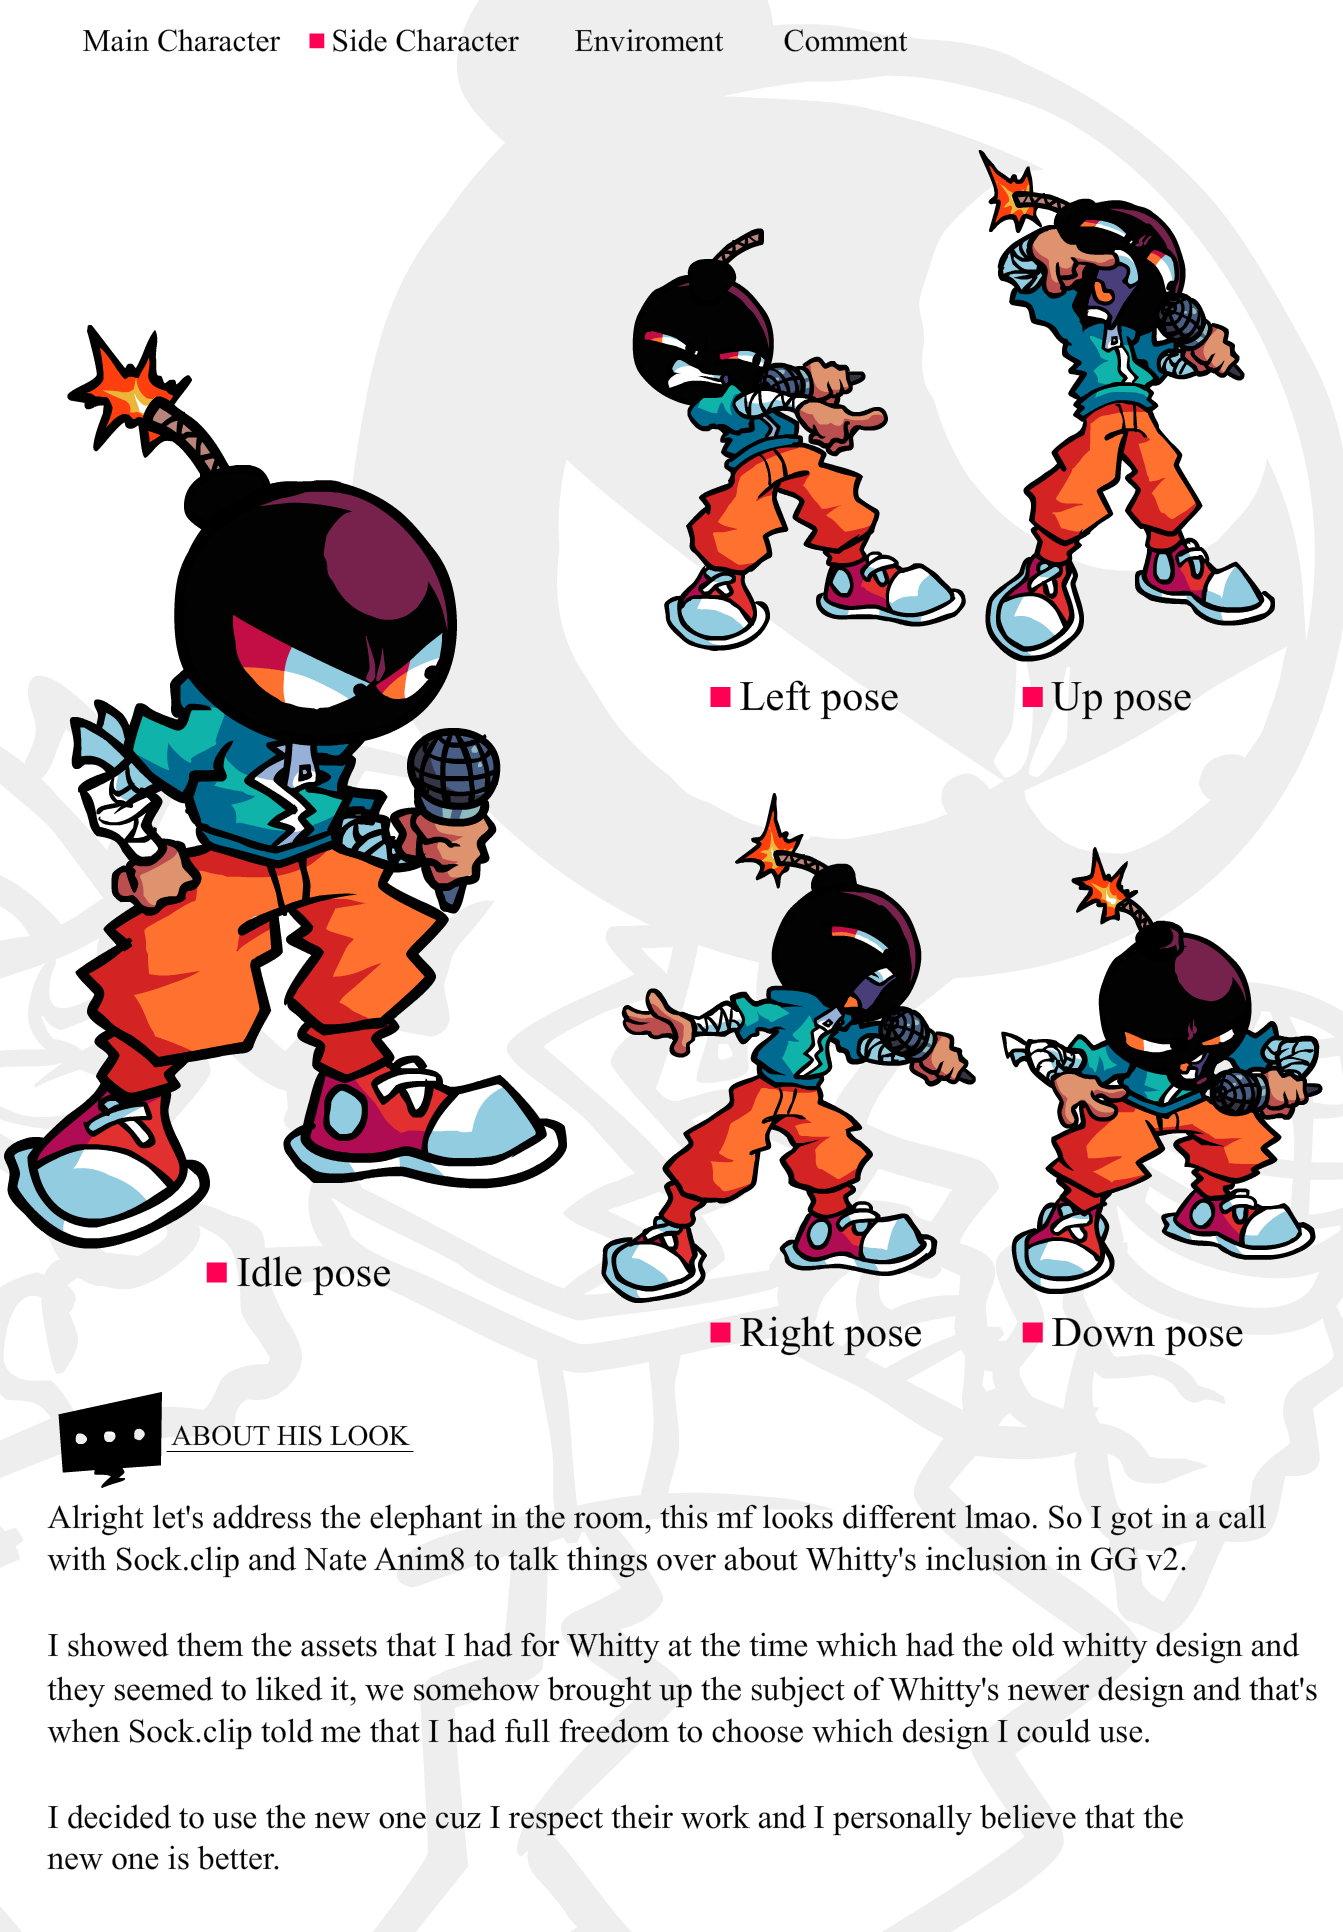 Main Character Side Character Enviroment Comment
Left pose
Up pose
Idle pose
Right pose
Down pose
ABOUT HIS LOOK
Alright let's address the elephant in the room, this mf looks different lmao. So I got in a call
with Sock.clip and Nate Anim8 to talk things over about Whitty's inclusion in GG v2.
I showed them the assets that I had for Whitty at the time which had the old whitty design and
they seemed to liked it, we somehow brought up the subject of Whitty's newer design and that's
when Sock.clip told me that I had full freedom to choose which design I could use.
I decided to use the new one cuz I respect their work and I personally believe that the
new one is better.